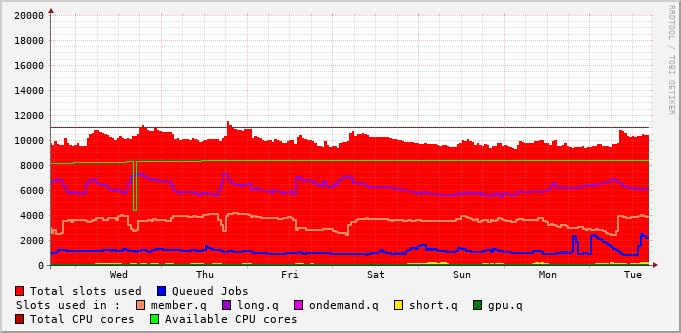 RRDTOOL / TOBI OETIKER
20000
18000
16000
14000
12000
10000
8000
6000
4000
2000
0
Wed Thu Fri Sat Sun Mon Tue
Total slots used Queued Jobs
Slots used in : member.q long.q ondemand.q short.q gpu.q
Total CPU cores Available CPU cores